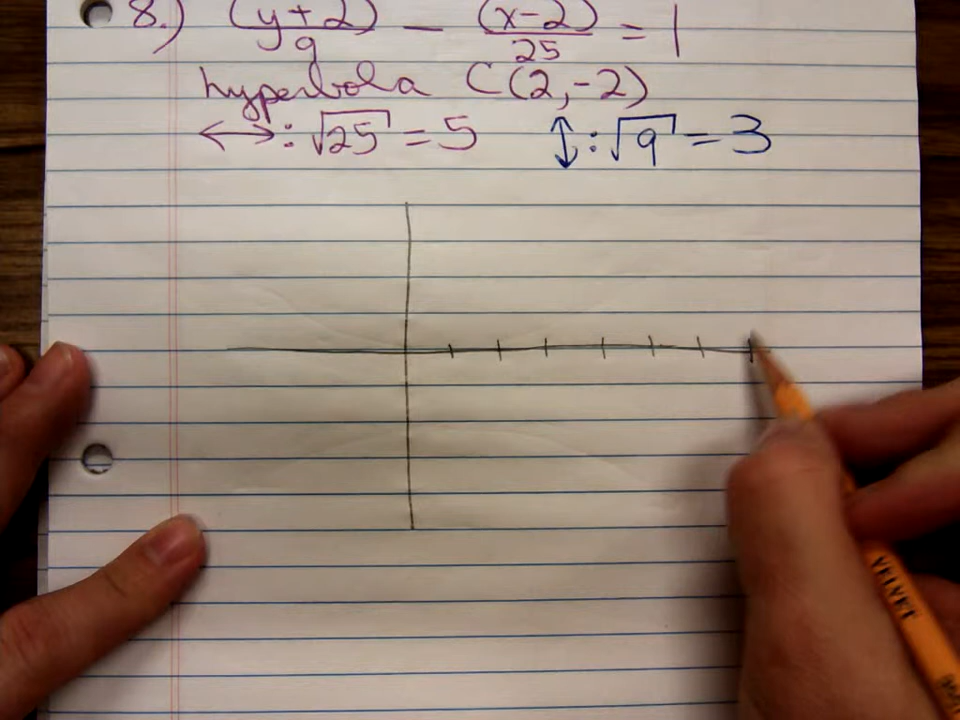 8.) (y+2)/9 − (x−2)/25 = 1
hyperbola C(2,-2)
↔: √25 = 5 ↕: √9 = 3
VELVET